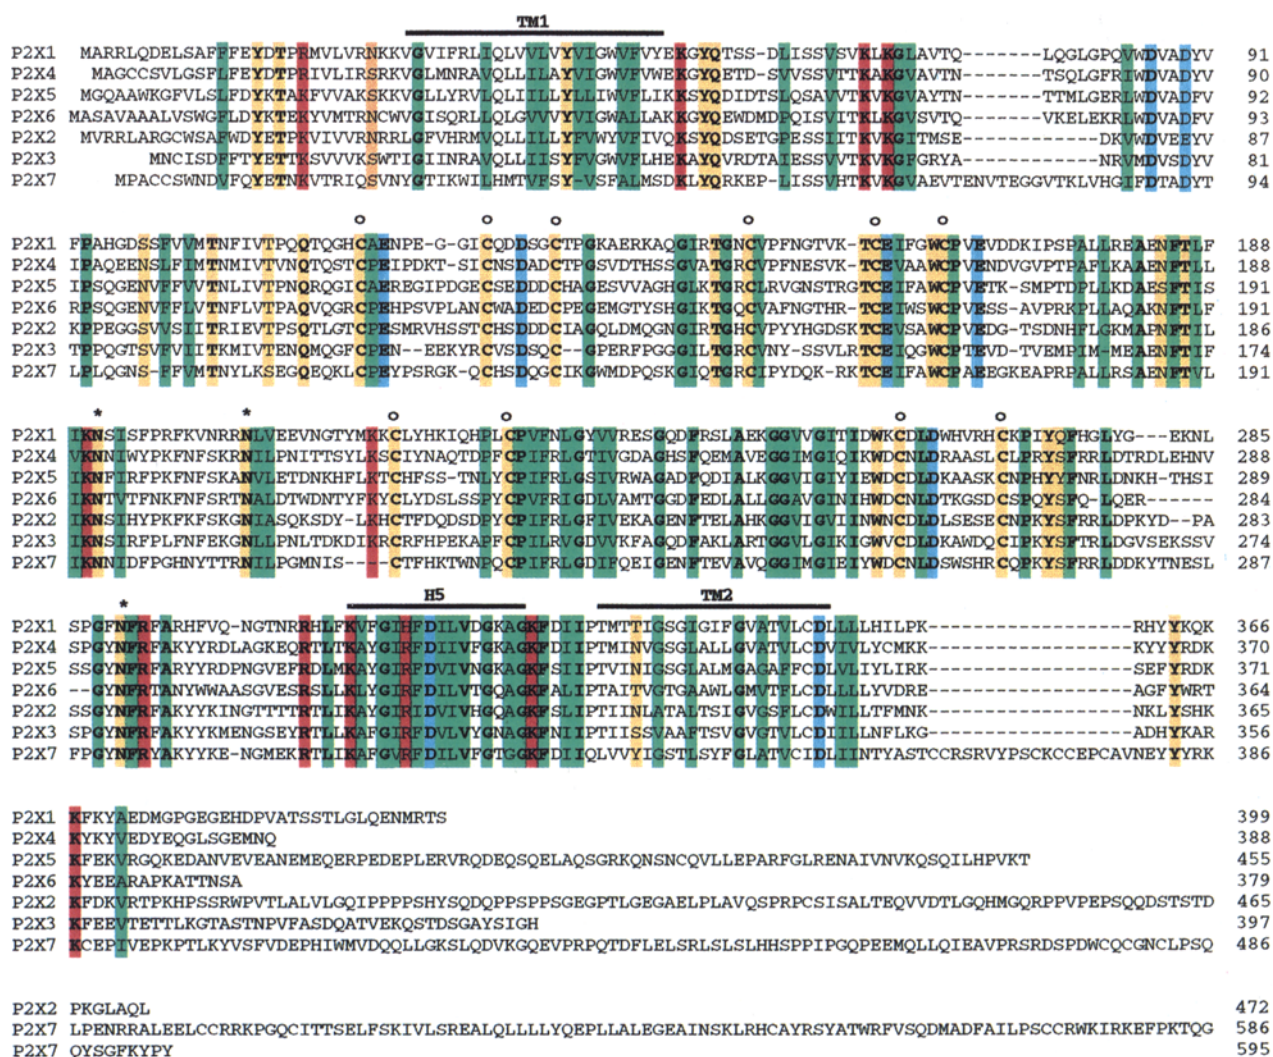 TM1
P2X1 MARRLQDELSAFFFEYDTPRMVLVRNKKVGVIFRLIQLVVLVYVIGWVFVYEKGYQTSS-DLISSVSVKLKGLAVTQ-------LQGLGPQVWDVADYV 91
P2X4 MAGCCSVLGSFLFEYDTPRIVLIRSRKVGLMNRAVQLLILAYVIGWVFVWEKGYQETD-SVVSSVTTKAKGVAVTN-------TSQLGFRIWDVADYV 90
P2X5 MGQAAWKGFVLSLFDYKTAKFVVAKSKKVGLLYRVLQLIILLYLLIWVFLIKKSYQDIDTSLQSAVVTKVKGVAYTN-------TTMLGERLWDVADFV 92
P2X6 MASAVAAALVSWGFLDYKTEKYVMTRNCWVGISQRLLQLGVVVYVIGWALLAKKGYQEWDMDPQISVITKLKGVSVTQ-------VKELEKRLWDVADFV 93
P2X2 MVRRLARGCWSAFWDYETPKVIVVRNRRLGFVHRMVQLLILLYFVWYVFIVQKSYQDSETGPESSIITKVKGITMSE-------DKVWDVEEYV 87
P2X3 MNCISDFFTYETTKSVVVKSWTIGIINRAVQLLIISYFVGWVFLHEKAYQVRDTAIESSVVTKVKGFGRYA-------NRVMDVSDYV 81
P2X7 MPACCSWNDVFQYETNKVTRIQSVNYGTIKWILHMTVFSY-VSFALMSDKLYQRKEP-LISSVHTKVKGVAEVTENVTEGGVTKLVHGIFDTADYT 94
o o o o o o
P2X1 FPAHGDSSFVVMTNFIVTPQQTQGHCAENPE-G-GICQDDSGCTPGKAERKAQGIRTGNCVPFNGTVK-TCEIFGWCPVEVDDKIPSPALLREAENFTLF 188
P2X4 IPAQEENSLFIMTNMIVTVNQTQSTCPEIPDKT-SICNSDADCTPGSVDTHSSGVATGRCVPFNESVK-TCEVAAWCPVENDVGVPTPAFLKAAENFTLL 188
P2X5 IPSQGENVFFVVTNLIVTPNQRQGICAEREGIPDGECSEDDDCHAGESVVAGHGLKTGRCLRVGNSTRGTCEIFAWCPVETK-SMPTDPLLKDAESFTIS 191
P2X6 RPSQGENVFFLVTNFLVTPAQVQGRCPEHPSVPLANCWADEDCPEGEMGTYSHGIKTGQCVAFNGTHR-TCEIWSWCPVESS-AVPRKPLLAQAKNFTLF 191
P2X2 KPPEGGSVVSIITRIEVTPSQTLGTCPESMRVHSSTCHSDDDCIAGQLDMQGNGIRTGHCVPYYHGDSKTCEVSAWCPVEDG-TSDNHFLGKMAPNFTIL 186
P2X3 TPPQGTSVFVIITKMIVTENQMQGFCPEN--EEKYRCVSDSQC-GPERFPGGGILTGRCVNY-SSVLRTCEIQGWCPTEVD-TVEMPIM-MEAENFTIF 174
P2X7 LPLQGNS-FFVMTNYLKSEGQEQKLCPEYPSRGK-QCHSDQGCIKGWMDPQSKGIQTGRCIPYDQK-RKTCEIFAWCPAEEGKEAPRPALLRSAENFTVL 191
* * o o o o
P2X1 IKNSISFPRFKVNRRNLVEEVNGTYMKKCLYHKIQHPLCPVFNLGYVVRESGQDFRSLAEKGGVVGITIDWKCDLDWHVRHCKPIYQFHGLYG---EKNL 285
P2X4 VKNNIWYPKFNFSKRNILPNITTSYLKSCIYNAQTDPFCPIFRLGTIVGDAGHSFQEMAVEGGIMGIQIKWDCNLDRAASLCLPRYSFRRLDTRDLEHNV 288
P2X5 IKNFIRFPKFNFSKANVLETDNKHFLKTCHFSS-TNLYCPIFRLGSIVRWAGADFQDIALKGGVIGIYIEWDCDLDKAASKCNPHYYFNRLDNKH-THSI 289
P2X6 IKNTVTFNKFNFSRTNALDTWDNTYFKYCLYDSLSSPYCPVFRIGDLVAMTGGDFEDLALLGGAVGINIHWDCNLDTKGSDCSPQYSFQ-LQER------ 284
P2X2 IKNSIHYPKFKFSKGNIASQKSDY-LKHCTFDQDSDPYCPIFRLGFIVEKAGENFTELAHKGGVIGVIINWNCDLDLSESECNPKYSFRRLDPKYD--PA 283
P2X3 IKNSIRFPLFNFEKGNLLPNLTDKDIKRCRFHPEKAPFCPILRVGDVVKFAGQDFAKLARTGGVLGIKIGWVCDLDKAWDQCIPKYSFTRLDGVSEKSSV 274
P2X7 IKNNIDFPGHNYTTRNILPGMNIS----CTFHKTWNPQCPIFRLGDIFQEIGENFTEVAVQGGIMGIEIYWDCNLDSWSHRCQPKYSFRRLDDKYTNESL 287
* H5 TM2
P2X1 SPGFNFRFARHFVQ-NGTNRRHLFKVFGIRFDILVDGKAGKFDIIPTMTTIGSGIGIFGVATVLCDLLLLHILPK------------------RHYYKQK 366
P2X4 SPGYNFRFAKYYRDLAGKEQRTLTKAYGIRFDIIVFGKAGKFDIIPTMINVGSGLALLGVATVLCDVIVLYCMKK------------------KYYYRDK 370
P2X5 SSGYNFRFARYYRDPNGVEFRDLMKAYGIRFDVIVNGKAGKFSIIPTVINIGSGLALMGAGAFFCDLVLIYLIRK------------------SEFYRDK 371
P2X6 --GYNFRTANYWWAASGVESRSLLKLYGIRFDILVTGQAGKFALIPTAITVGTGAAWLGMVTFLCDLLLLYVDRE------------------AGFYWRT 364
P2X2 SSGYNFRFAKYYKINGTTTTRTLIKAYGIRIDVIVHGQAGKFSLIPTIINLATALTSIGVGSFLCDWILLTFMNK------------------NKLYSHK 365
P2X3 SPGYNFRFAKYYKMENGSEYRTLLKAFGIRFDVLVYGNAGKFNIIPTIISSVAAFTSVGVGTVLCDIILLNFLKG------------------ADHYKAR 356
P2X7 FPGYNFRYAKYYKE-NGMEKRTLIKAFGVRFDILVFGTGGKFDIIQLVVYIGSTLSYFGLATVCIDLIINTYASTCCRSRVYPSCKCCEPCAVNEYYYRK 386
P2X1 KFKYAEDMGPGEGEHDPVATSSTLGLQENMRTS 399
P2X4 KYKYVEDYEQGLSGEMNQ 388
P2X5 KFEKVRGQKEDANVEVEANEMEQERPEDEPLERVRQDEQSQELAQSGRKQNSNCQVLLEPARFGLRENAIVNVKQSQILHPVKT 455
P2X6 KYEEARAPKATTNSA 379
P2X2 KFDKVRTPKHPSSRWPVTLALVLGQIPPPPSHYSQDQPPSPPSGEGPTLGEGAELPLAVQSPRPCSISALTEQVVDTLGQHMGQRPPVPEPSQQDSTSTD 465
P2X3 KFEEVTETTLKGTASTNPVFASDQATVEKQSTDSGAYSIGH 397
P2X7 KCEPIVEPKPTLKYVSFVDEPHIWMVDQQLLGKSLQDVKGQEVPRPQTDFLELSRLSLSLHHSPPIPGQPEEMQLLQIEAVPRSRDSPDWCQCGNCLPSQ 486
P2X2 PKGLAQL 472
P2X7 LPENRRALEELCCRRKPGQCITTSELFSKIVLSREALQLLLLYQEPLLALEGEAINSKLRHCAYRSYATWRFVSQDMADFAILPSCCRWKIRKEFPKTQG 586
P2X7 QYSGFKYPY 595